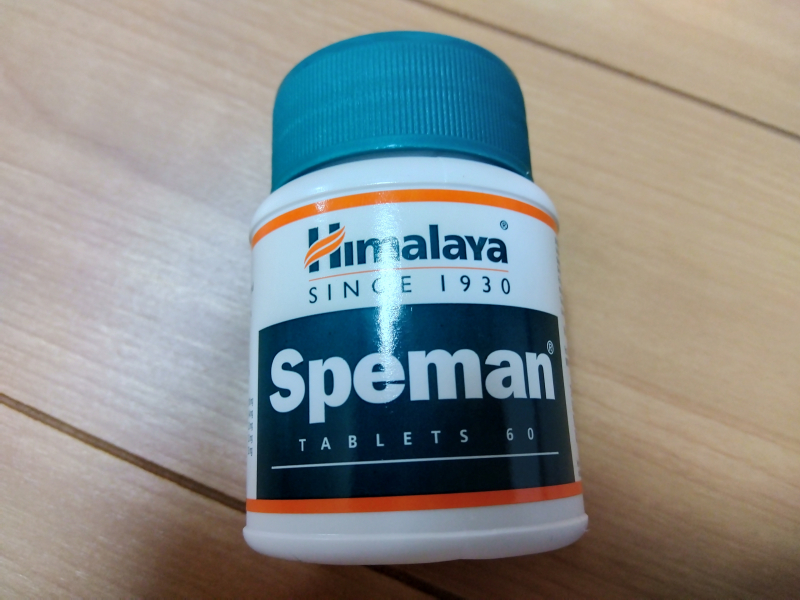 Himalaya®
SINCE 1930
Speman®
TABLETS 60